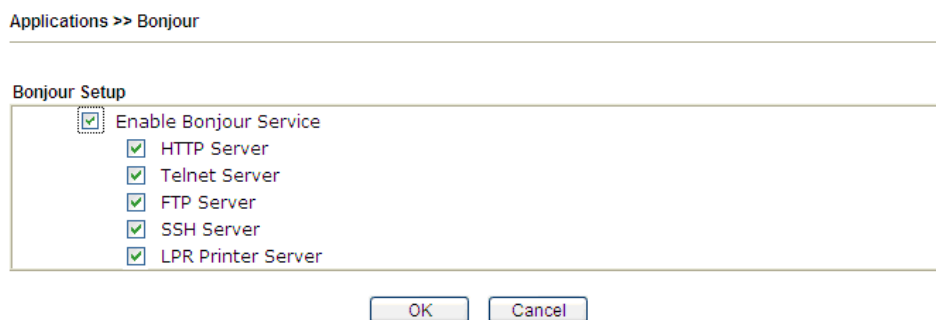 Applications >> Bonjour
Bonjour Setup
Enable Bonjour Service
HTTP Server
Telnet Server
FTP Server
SSH Server
LPR Printer Server
OK Cancel